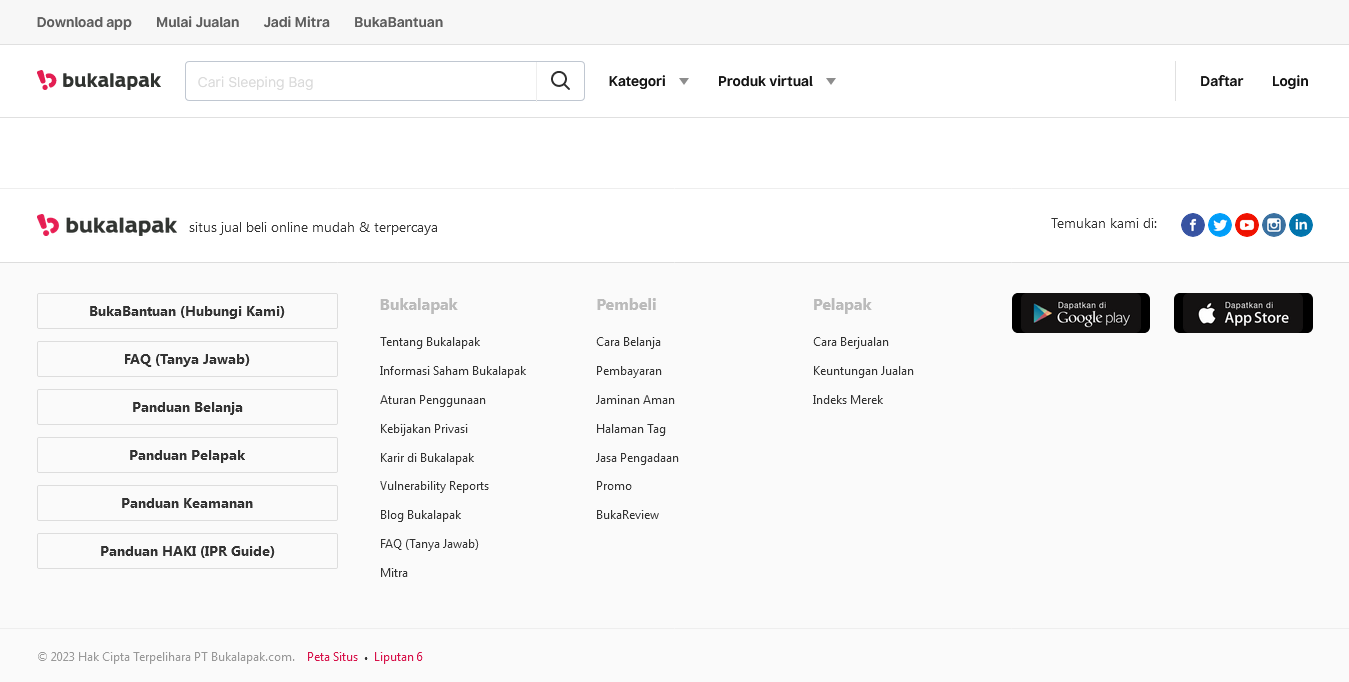 Download app Mulai Jualan Jadi Mitra BukaBantuan
bukalapak Cari Sleeping Bag Kategori Produk virtual Daftar Login
bukalapak situs jual beli online mudah & terpercaya Temukan kami di:
BukaBantuan (Hubungi Kami)
FAQ (Tanya Jawab)
Panduan Belanja
Panduan Pelapak
Panduan Keamanan
Panduan HAKI (IPR Guide)
Bukalapak
Tentang Bukalapak
Informasi Saham Bukalapak
Aturan Penggunaan
Kebijakan Privasi
Karir di Bukalapak
Vulnerability Reports
Blog Bukalapak
FAQ (Tanya Jawab)
Mitra
Pembeli
Cara Belanja
Pembayaran
Jaminan Aman
Halaman Tag
Jasa Pengadaan
Promo
BukaReview
Pelapak
Cara Berjualan
Keuntungan Jualan
Indeks Merek
Dapatkan di
Google play
Dapatkan di
App Store
© 2023 Hak Cipta Terpelihara PT Bukalapak.com. Peta Situs • Liputan 6